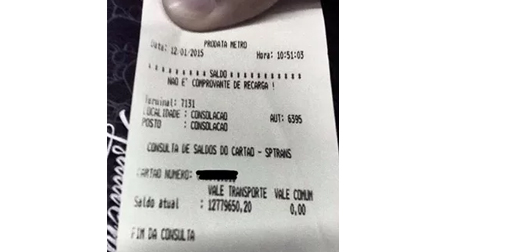 PRODATA METRO
Data: 12/01/2015 Hora: 10:51:03
SALDO
NAO E' COMPROVANTE DE RECARGA !
Terminal: 7131
LOCALIDADE : CONSOLACAO AUT: 6395
POSTO : CONSOLACAO
CONSULTA DE SALDOS DO CARTAO - SPTRANS
CARTAO NUMERO:
VALE TRANSPORTE VALE COMUM
Saldo atual : 12779650,20 0,00
FIM DA CONSULTA